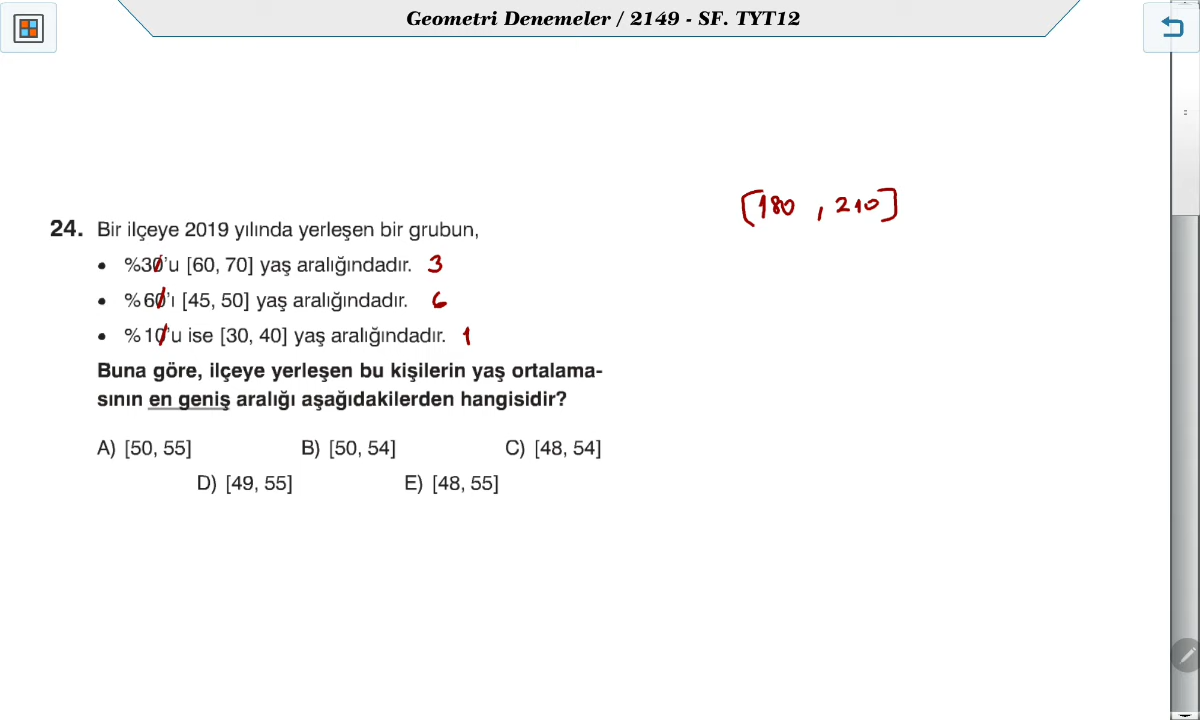 Geometri Denemeler / 2149 - SF. TYT12
[180 , 210]
24. Bir ilçeye 2019 yılında yerleşen bir grubun,
• %30'u [60, 70] yaş aralığındadır. 3
• %60'ı [45, 50] yaş aralığındadır. 6
• %10'u ise [30, 40] yaş aralığındadır. 1
Buna göre, ilçeye yerleşen bu kişilerin yaş ortalama-
sının en geniş aralığı aşağıdakilerden hangisidir?
A) [50, 55] B) [50, 54] C) [48, 54]
D) [49, 55] E) [48, 55]